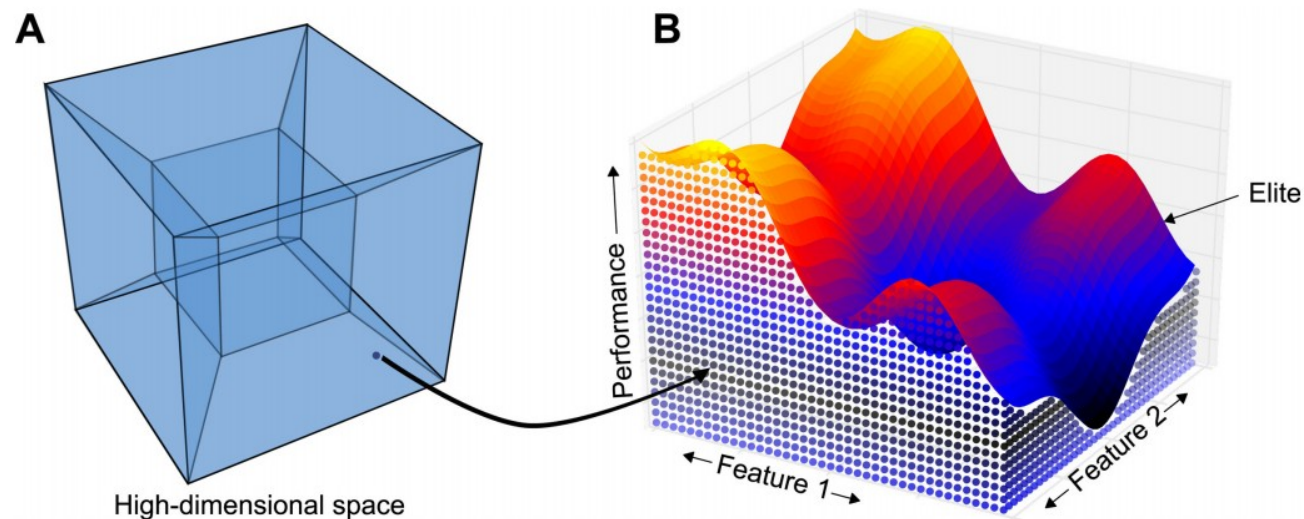 A
B
Elite
Performance
Feature 1
Feature 2
High-dimensional space